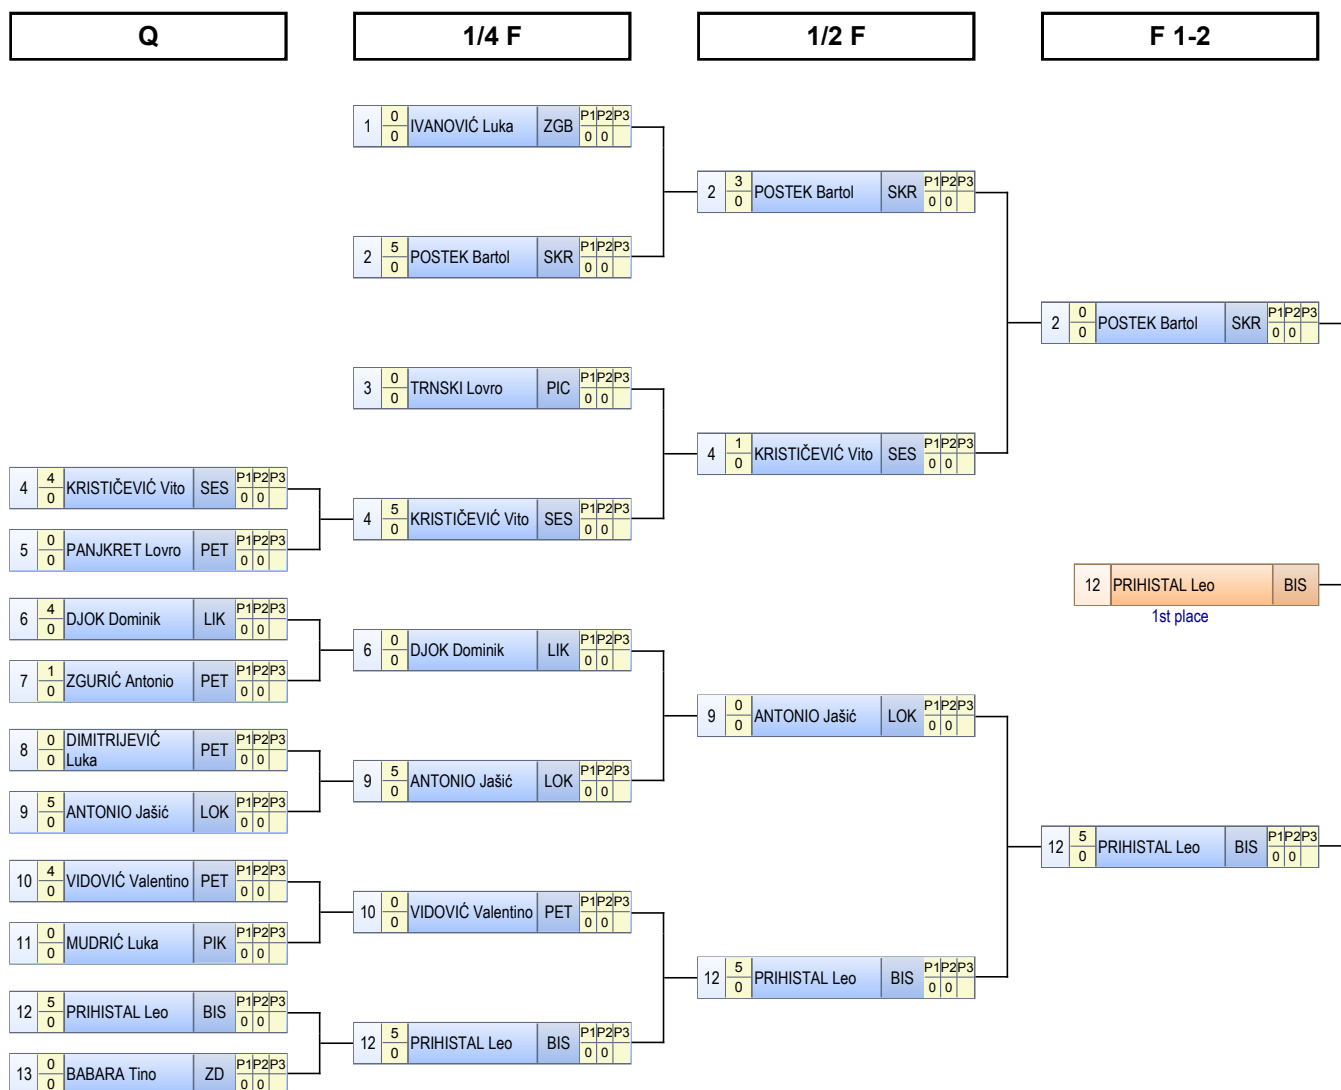 Q
1/4 F
1/2 F
F 1-2
1 0 0 IVANOVIĆ Luka ZGB P1 P2 P3 0 0
2 5 0 POSTEK Bartol SKR P1 P2 P3 0 0
3 0 0 TRNSKI Lovro PIC P1 P2 P3 0 0
4 4 0 KRISTIČEVIĆ Vito SES P1 P2 P3 0 0
5 0 0 PANJKRET Lovro PET P1 P2 P3 0 0
4 5 0 KRISTIČEVIĆ Vito SES P1 P2 P3 0 0
6 4 0 DJOK Dominik LIK P1 P2 P3 0 0
7 1 0 ZGURIĆ Antonio PET P1 P2 P3 0 0
6 0 0 DJOK Dominik LIK P1 P2 P3 0 0
8 0 0 DIMITRIJEVIĆ
Luka PET P1 P2 P3 0 0
9 5 0 ANTONIO Jašić LOK P1 P2 P3 0 0
9 5 0 ANTONIO Jašić LOK P1 P2 P3 0 0
10 4 0 VIDOVIĆ Valentino PET P1 P2 P3 0 0
11 0 0 MUDRIĆ Luka PIK P1 P2 P3 0 0
10 0 0 VIDOVIĆ Valentino PET P1 P2 P3 0 0
12 5 0 PRIHISTAL Leo BIS P1 P2 P3 0 0
13 0 0 BABARA Tino ZD P1 P2 P3 0 0
12 5 0 PRIHISTAL Leo BIS P1 P2 P3 0 0
2 3 0 POSTEK Bartol SKR P1 P2 P3 0 0
4 1 0 KRISTIČEVIĆ Vito SES P1 P2 P3 0 0
9 0 0 ANTONIO Jašić LOK P1 P2 P3 0 0
12 5 0 PRIHISTAL Leo BIS P1 P2 P3 0 0
2 0 0 POSTEK Bartol SKR P1 P2 P3 0 0
12 PRIHISTAL Leo BIS
1st place
12 5 0 PRIHISTAL Leo BIS P1 P2 P3 0 0